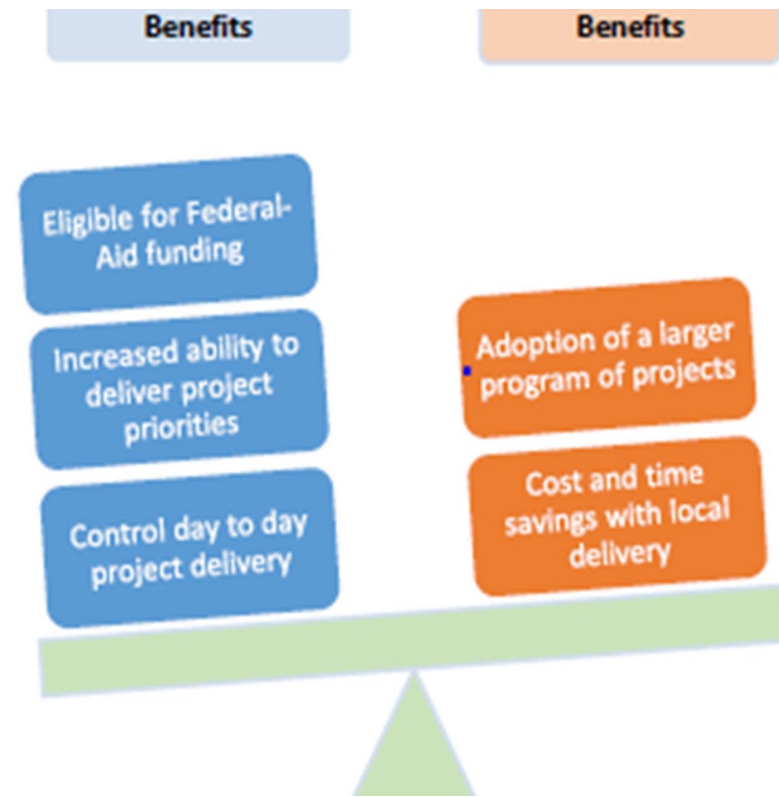 Benefits
Eligible for Federal-
Aid funding
Increased ability to
deliver project
priorities
Control day to day
project delivery
Benefits
Adoption of a larger
program of projects
Cost and time
savings with local
delivery